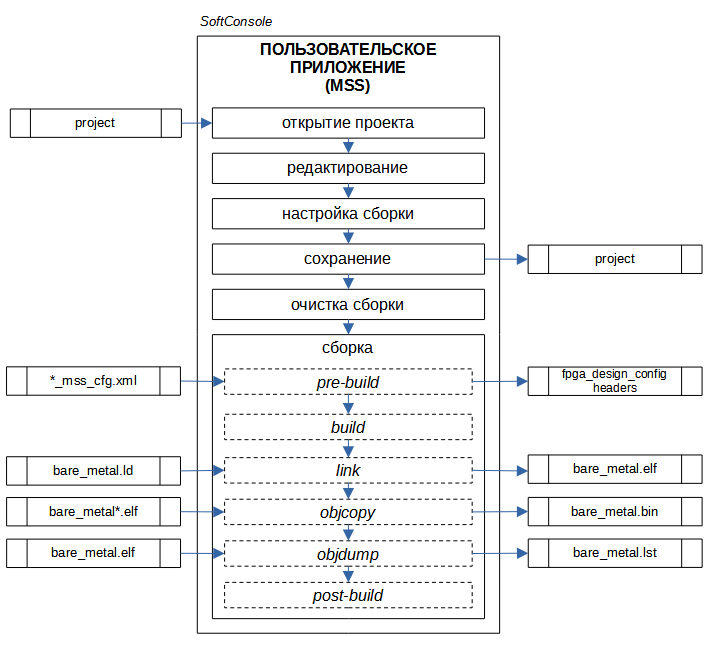 SoftConsole
ПОЛЬЗОВАТЕЛЬСКОЕ
ПРИЛОЖЕНИЕ
(MSS)
project
открытие проекта
редактирование
настройка сборки
сохранение
project
очистка сборки
сборка
*_mss_cfg.xml
pre-build
fpga_design_config
headers
build
bare_metal.ld
link
bare_metal.elf
bare_metal*.elf
objcopy
bare_metal.bin
bare_metal.elf
objdump
bare_metal.lst
post-build